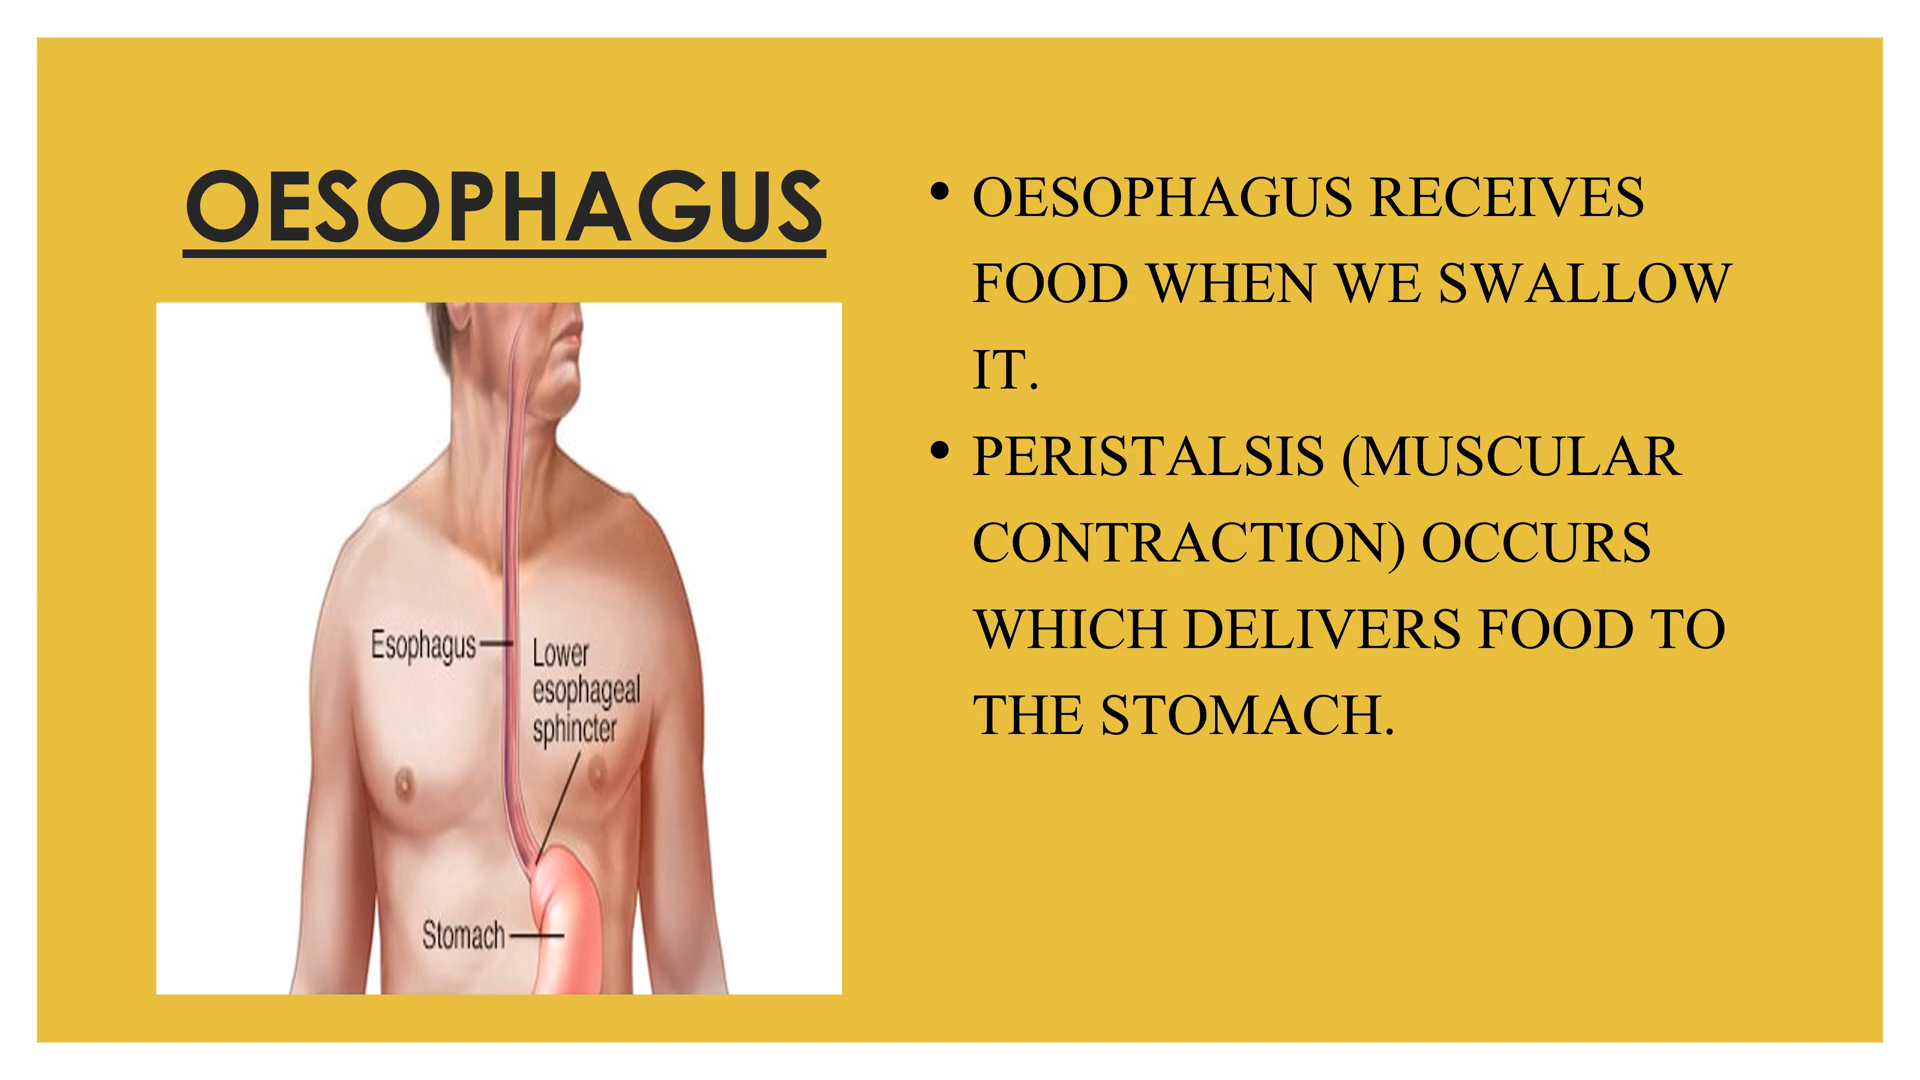 OESOPHAGUS
Esophagus
Lower
esophageal
sphincter
Stomach
• OESOPHAGUS RECEIVES
FOOD WHEN WE SWALLOW
IT.
• PERISTALSIS (MUSCULAR
CONTRACTION) OCCURS
WHICH DELIVERS FOOD TO
THE STOMACH.